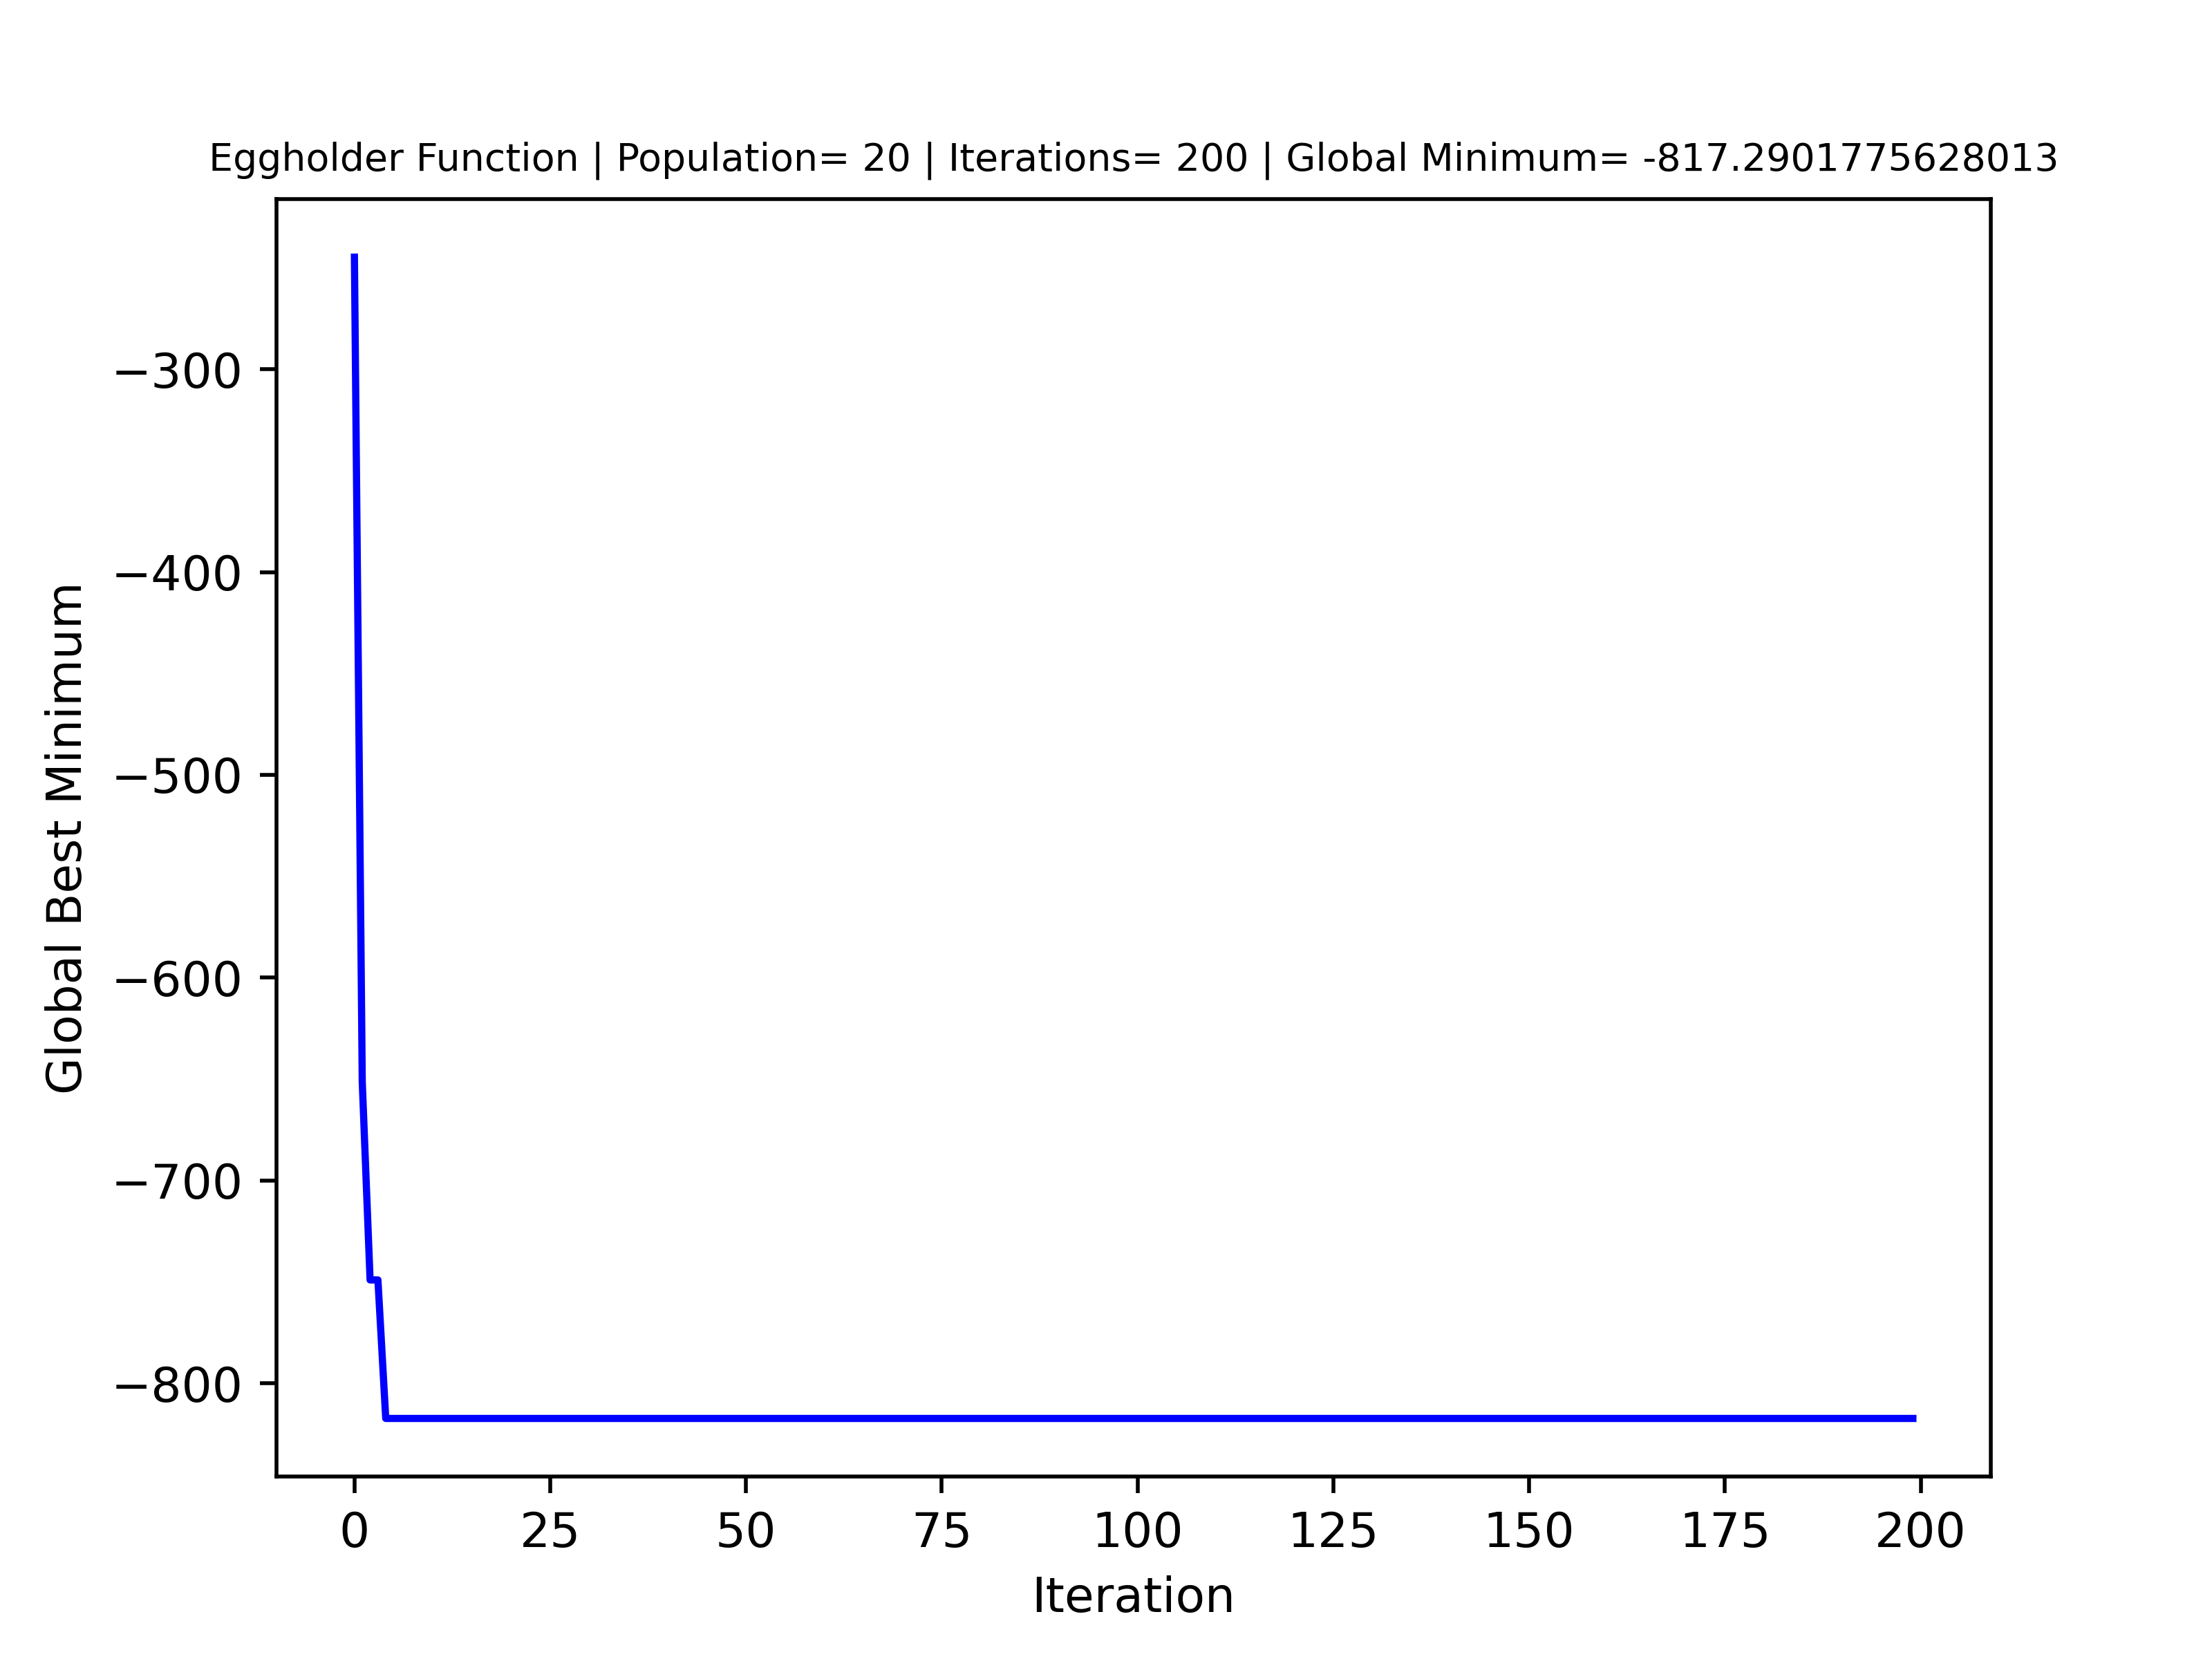 Eggholder Function | Population= 20 | Iterations= 200 | Global Minimum= -817.2901775628013
Global Best Minimum
−300
−400
−500
−600
−700
−800
0 25 50 75 100 125 150 175 200
Iteration